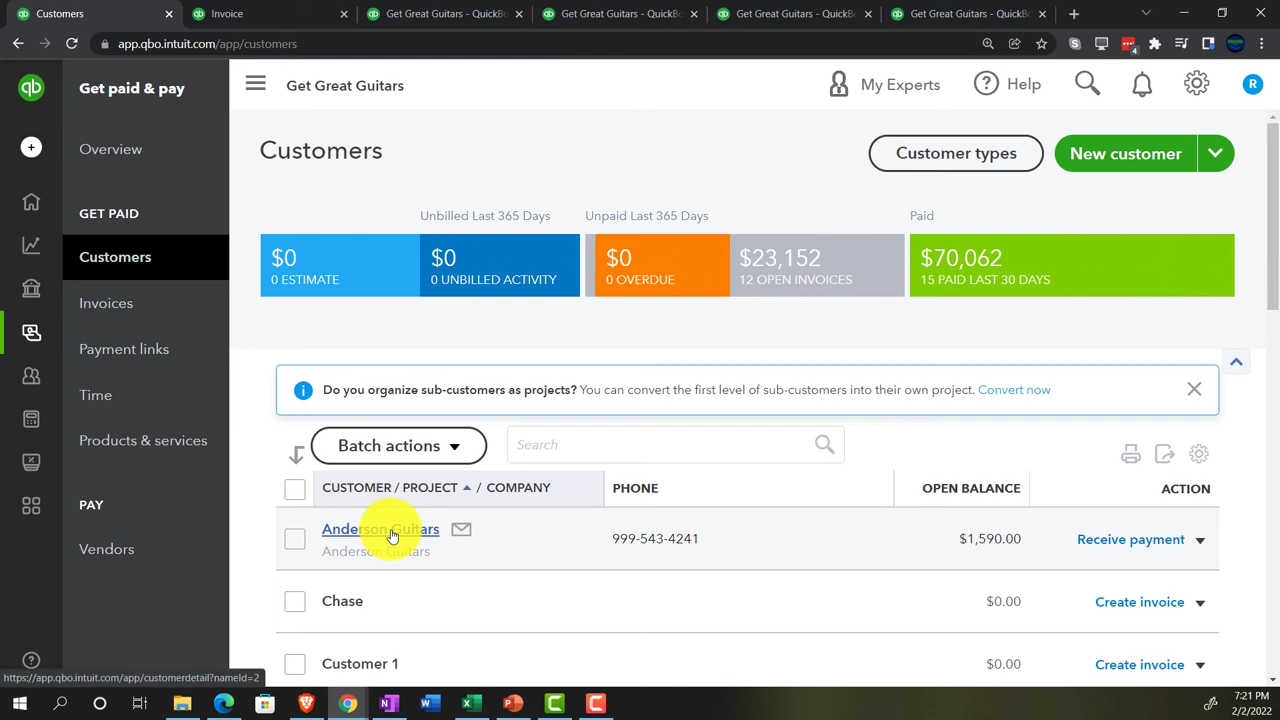 Customers
Invoice
Get Great Guitars - QuickBo
Get Great Guitars - QuickBo
Get Great Guitars - QuickBo
Get Great Guitars - QuickBo
app.qbo.intuit.com/app/customers
4
qb
Get paid & pay
Get Great Guitars
My Experts
Help
R
Overview
GET PAID
Customers
Invoices
Payment links
Time
Products & services
PAY
Vendors
Customers
Customer types
New customer
Unbilled Last 365 Days
Unpaid Last 365 Days
Paid
$0
0 ESTIMATE
$0
0 UNBILLED ACTIVITY
$0
0 OVERDUE
$23,152
12 OPEN INVOICES
$70,062
15 PAID LAST 30 DAYS
Do you organize sub-customers as projects? You can convert the first level of sub-customers into their own project. Convert now
Batch actions
Search
CUSTOMER / PROJECT / COMPANY
PHONE
OPEN BALANCE
ACTION
Anderson Guitars
Anderson Guitars
999-543-4241
$1,590.00
Receive payment
Chase
$0.00
Create invoice
Customer 1
$0.00
Create invoice
https://app.qbo.intuit.com/app/customerdetail?nameId=2
7:21 PM
2/2/2022